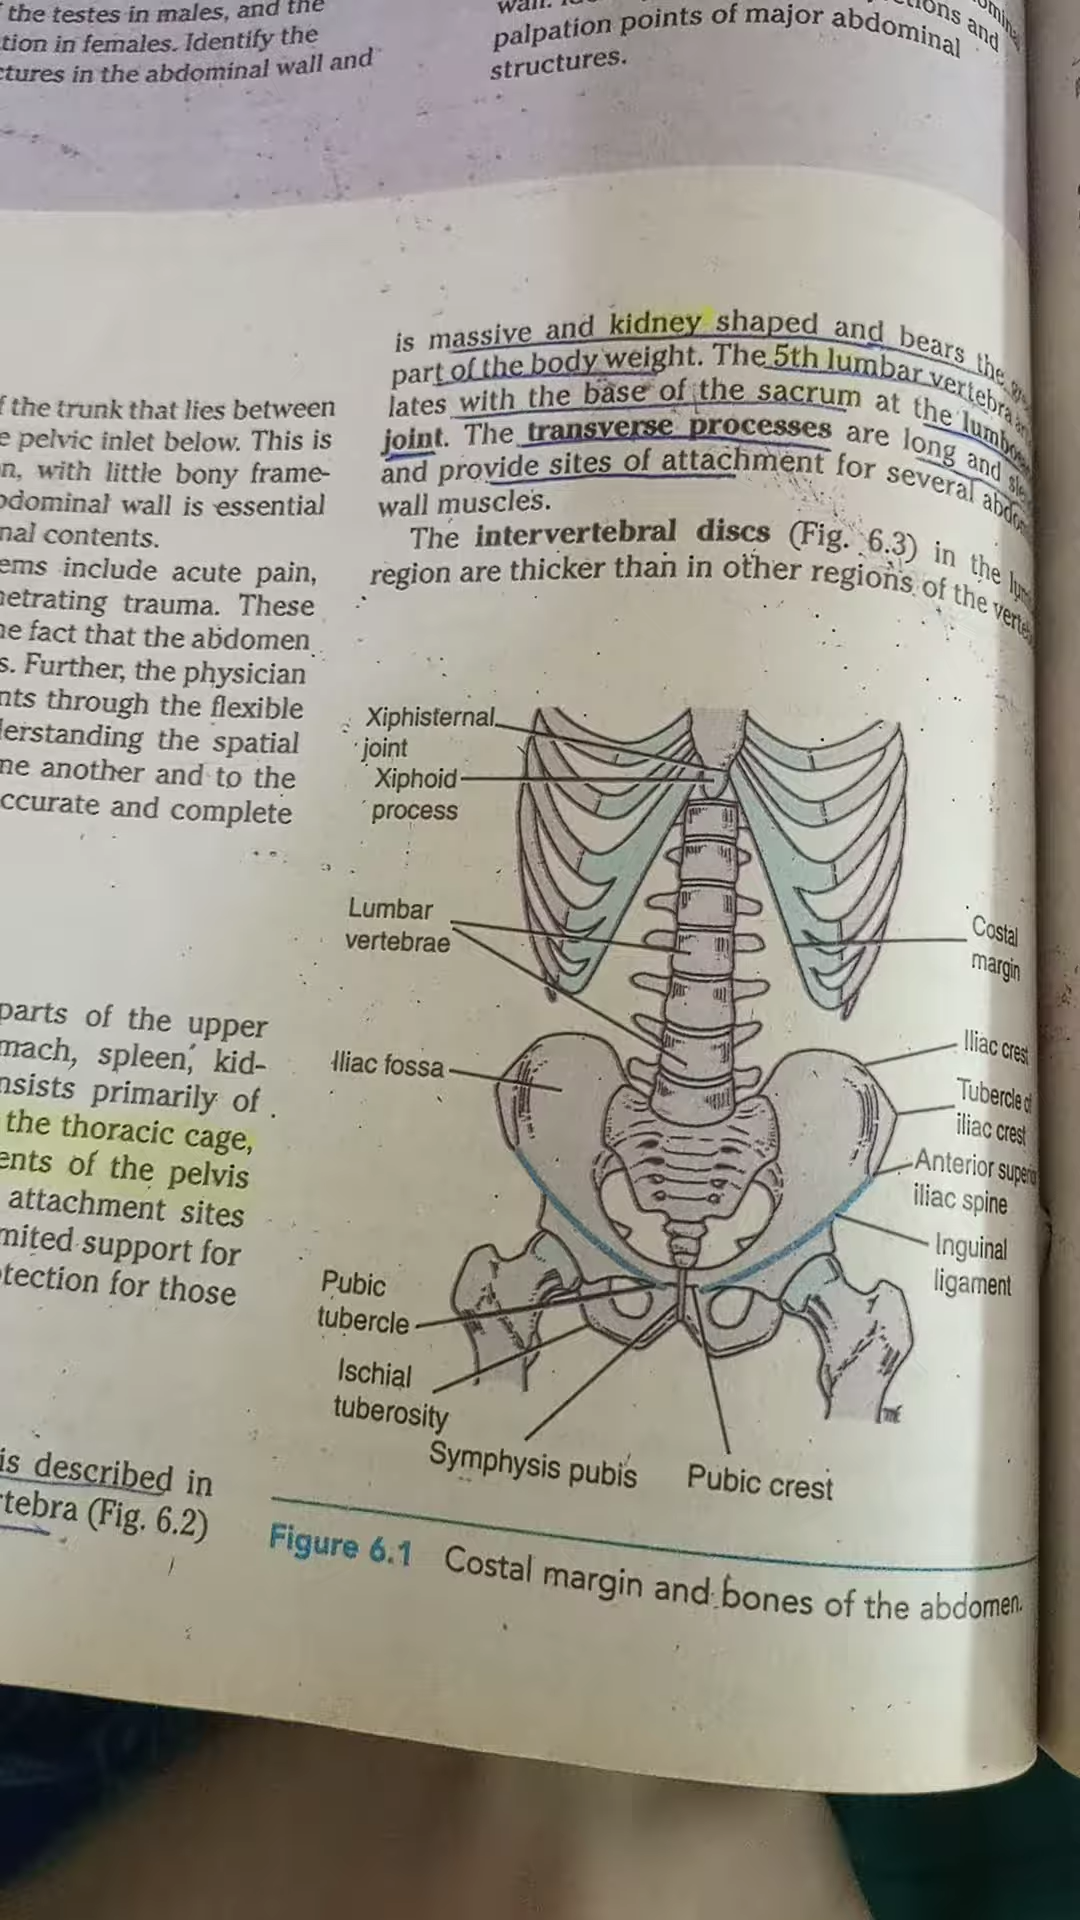 the testes in males, and the
tion in females. Identify the
ctures in the abdominal wall and
palpation points of major abdominal
structures.
f the trunk that lies between
e pelvic inlet below. This is
n, with little bony frame-
bdominal wall is essential
nal contents.
ems include acute pain,
netrating trauma. These
he fact that the abdomen
s. Further, the physician
nts through the flexible
derstanding the spatial
ne another and to the
ccurate and complete
parts of the upper
mach, spleen, kid-
nsists primarily of
the thoracic cage,
ents of the pelvis
attachment sites
mited support for
tection for those
is described in
rtebra (Fig. 6.2)
is massive and kidney shaped and bears the
part of the body weight. The 5th lumbar vertebra
lates with the base of the sacrum at the
joint. The transverse processes are long and
and provide sites of attachment for several
wall muscles.
The intervertebral discs (Fig. 6.3) in the
region are thicker than in other regions of the
Xiphisternal
joint
Xiphoid
process
Lumbar
vertebrae
Costal
margin
Iliac fossa
Iliac crest
Tubercle of
iliac crest
Anterior
iliac spine
Inguinal
ligament
Pubic
tubercle
Ischial
tuberosity
Symphysis pubis
Pubic crest
Figure 6.1 Costal margin and bones of the abdomen.